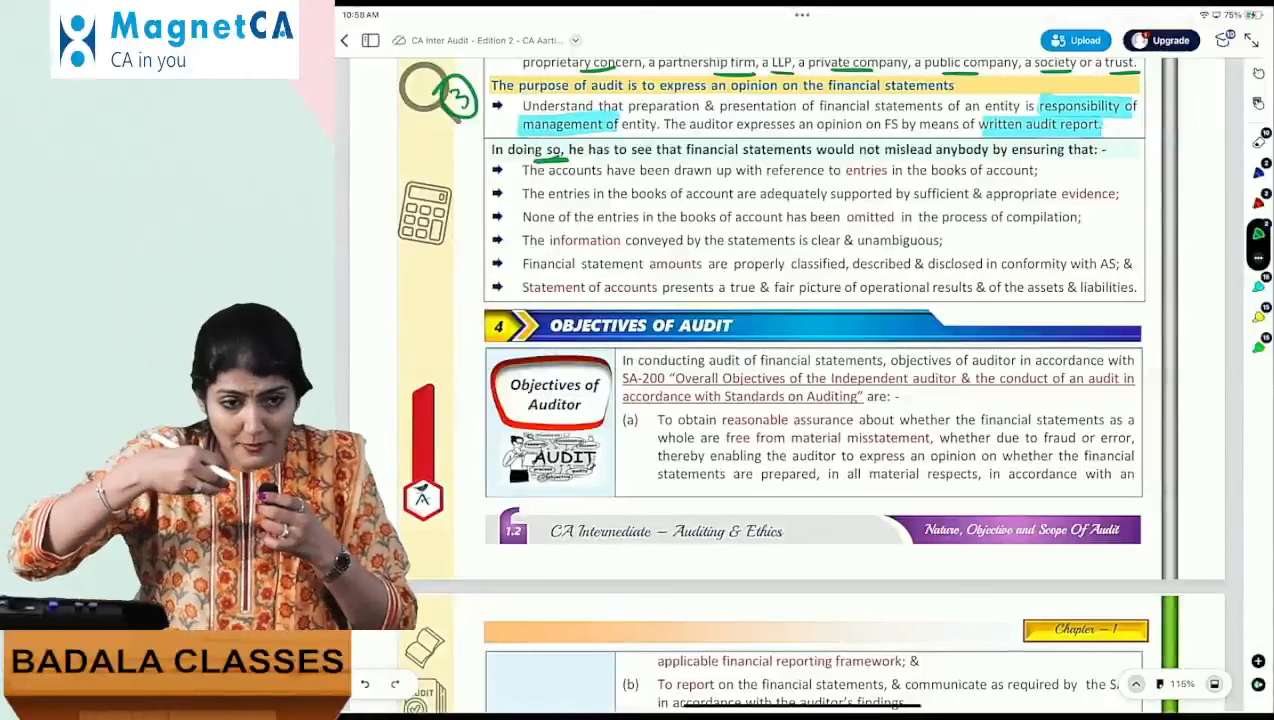 MagnetCA
CA in you
10:58 AM
75%
CA Inter Audit - Edition 2 - CA Aarti...
Upload
Upgrade
proprietary concern, a partnership firm, a LLP, a private company, a public company, a society or a trust.
3
The purpose of audit is to express an opinion on the financial statements
Understand that preparation & presentation of financial statements of an entity is responsibility of
management of entity. The auditor expresses an opinion on FS by means of written audit report.
In doing so, he has to see that financial statements would not mislead anybody by ensuring that: -
The accounts have been drawn up with reference to entries in the books of account;
The entries in the books of account are adequately supported by sufficient & appropriate evidence;
None of the entries in the books of account has been omitted in the process of compilation;
The information conveyed by the statements is clear & unambiguous;
Financial statement amounts are properly classified, described & disclosed in conformity with AS; &
Statement of accounts presents a true & fair picture of operational results & of the assets & liabilities.
4 OBJECTIVES OF AUDIT
Objectives of
Auditor
AUDIT
In conducting audit of financial statements, objectives of auditor in accordance with
SA-200 “Overall Objectives of the Independent auditor & the conduct of an audit in
accordance with Standards on Auditing” are: -
(a) To obtain reasonable assurance about whether the financial statements as a
whole are free from material misstatement, whether due to fraud or error,
thereby enabling the auditor to express an opinion on whether the financial
statements are prepared, in all material respects, in accordance with an
1.2 CA Intermediate – Auditing & Ethics
Nature, Objective and Scope Of Audit
Chapter – 1
applicable financial reporting framework; &
(b) To report on the financial statements, & communicate as required by the
in accordance with the auditor's findings
115%
BADALA CLASSES